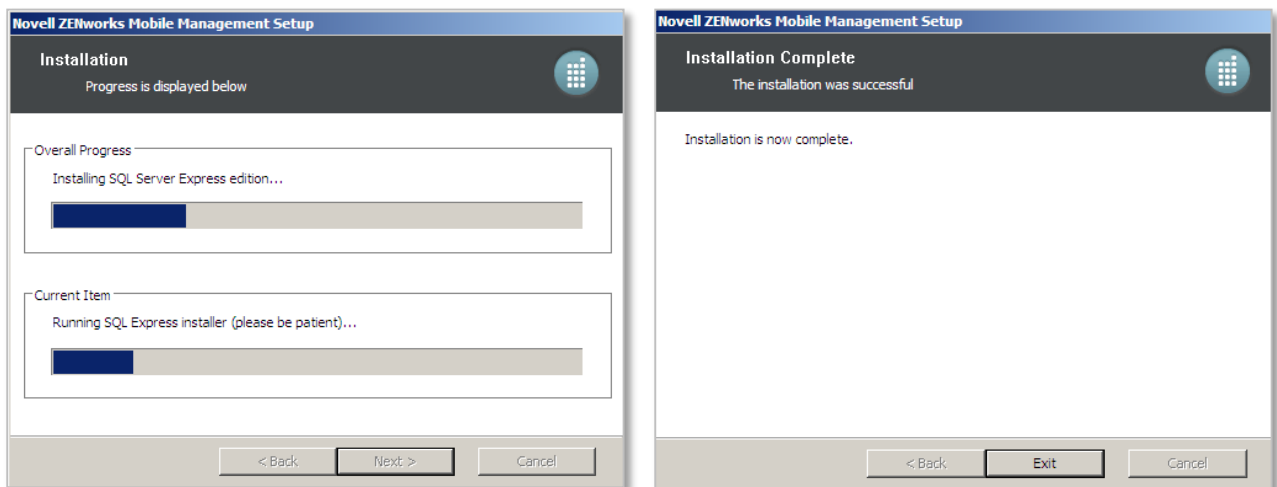 Novell ZENworks Mobile Management Setup
Installation
Progress is displayed below
Overall Progress
Installing SQL Server Express edition...
Current Item
Running SQL Express installer (please be patient)...
< Back
Next >
Cancel
Novell ZENworks Mobile Management Setup
Installation Complete
The installation was successful
Installation is now complete.
< Back
Exit
Cancel